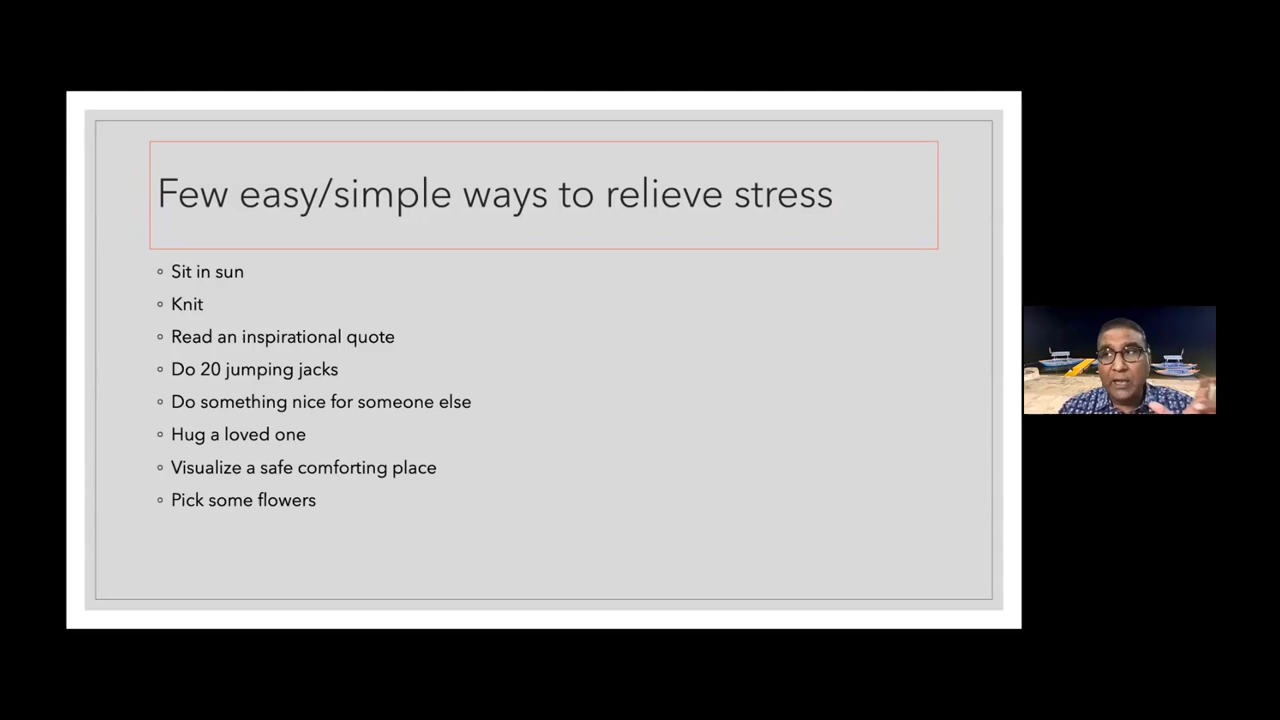 Few easy/simple ways to relieve stress
◦ Sit in sun
◦ Knit
◦ Read an inspirational quote
◦ Do 20 jumping jacks
◦ Do something nice for someone else
◦ Hug a loved one
◦ Visualize a safe comforting place
◦ Pick some flowers